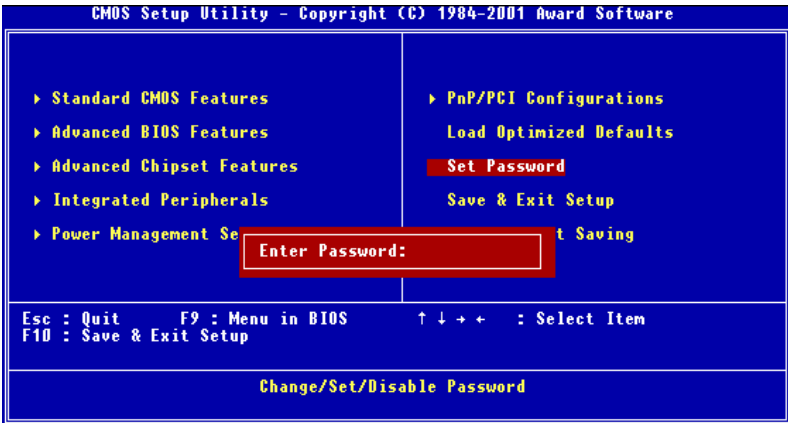 CMOS Setup Utility - Copyright (C) 1984-2001 Award Software
▸ Standard CMOS Features
▸ Advanced BIOS Features
▸ Advanced Chipset Features
▸ Integrated Peripherals
▸ Power Management Se
▸ PnP/PCI Configurations
Load Optimized Defaults
Set Password
Save & Exit Setup
t Saving
Enter Password:
Esc : Quit F9 : Menu in BIOS ↑ ↓ → ← : Select Item
F10 : Save & Exit Setup
Change/Set/Disable Password